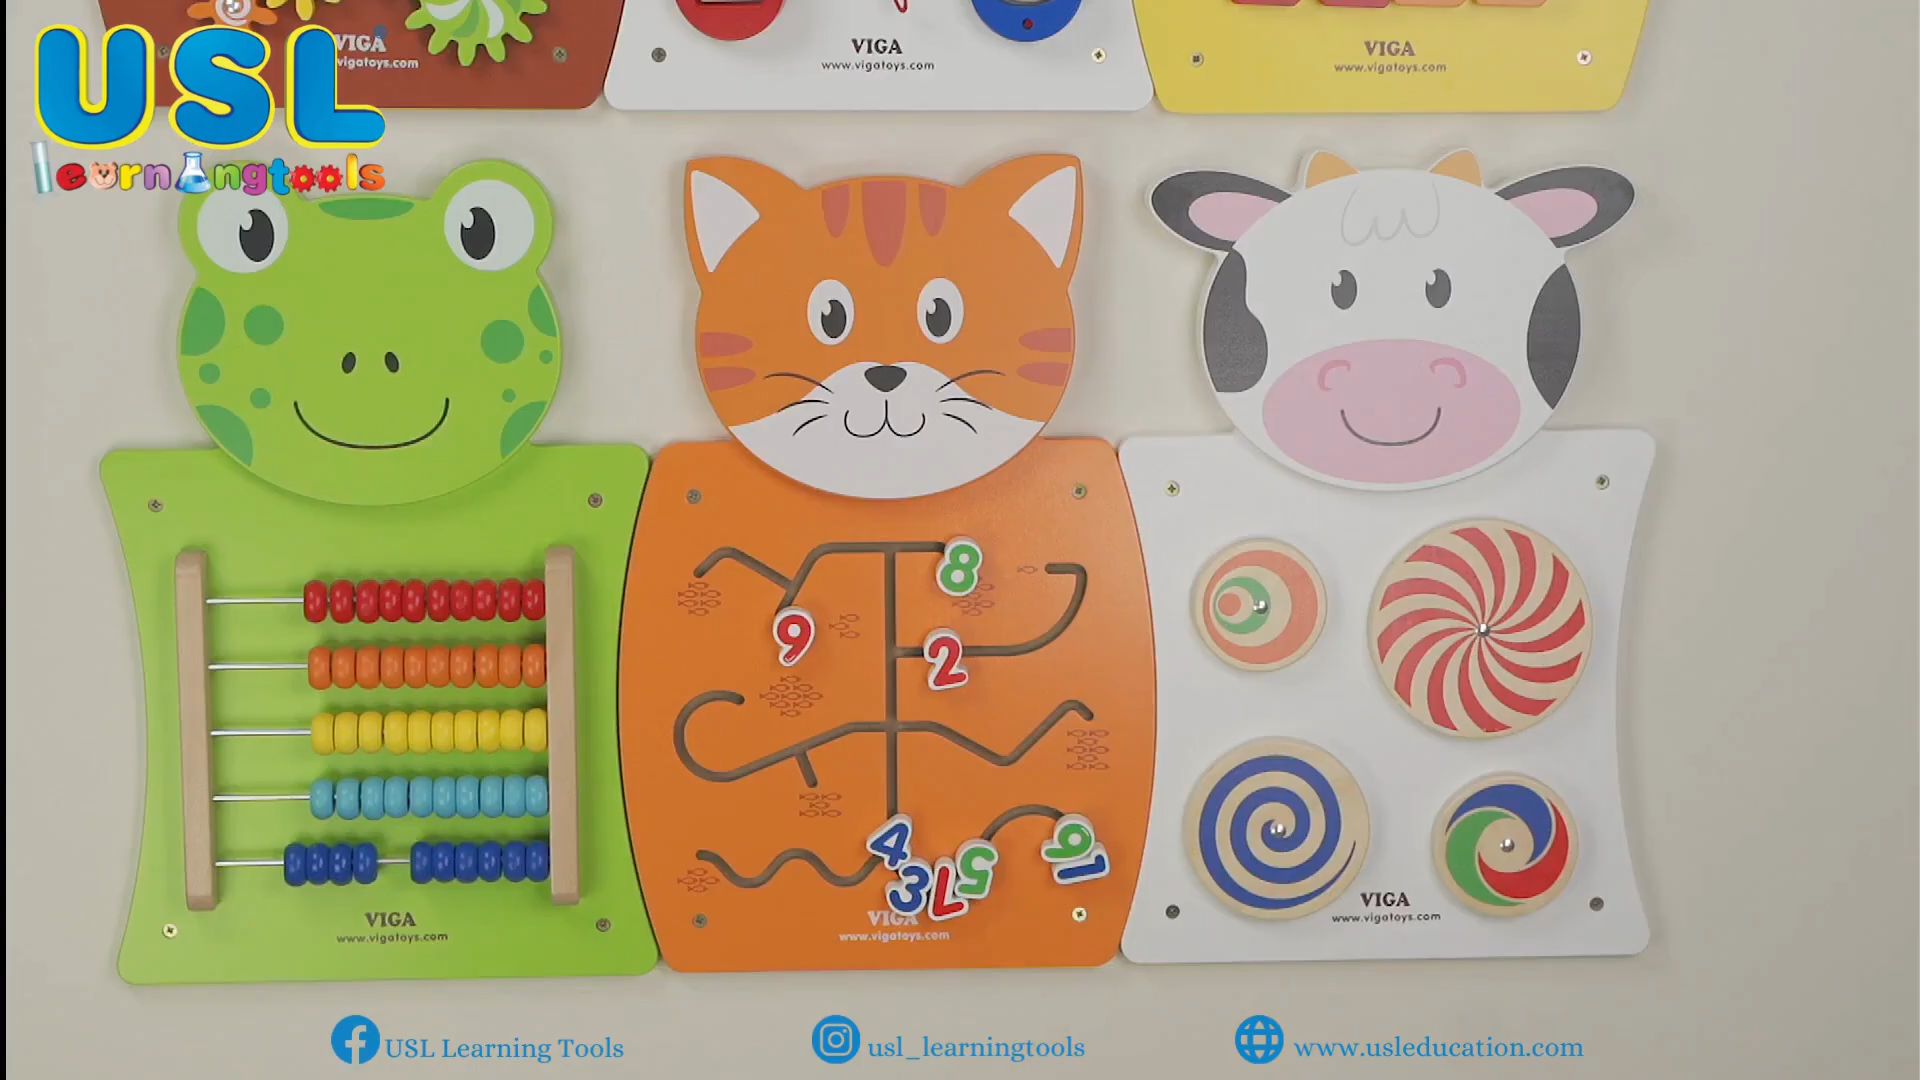 USL
learningtools
VIGA
www.vigatoys.com
VIGA
www.vigatoys.com
VIGA
vigatoys.com
8
9
2
4
3
7
5
6
1
VIGA
www.vigatoys.com
VIGA
www.vigatoys.com
VIGA
www.vigatoys.com
USL Learning Tools
usl_learningtools
www.usleducation.com